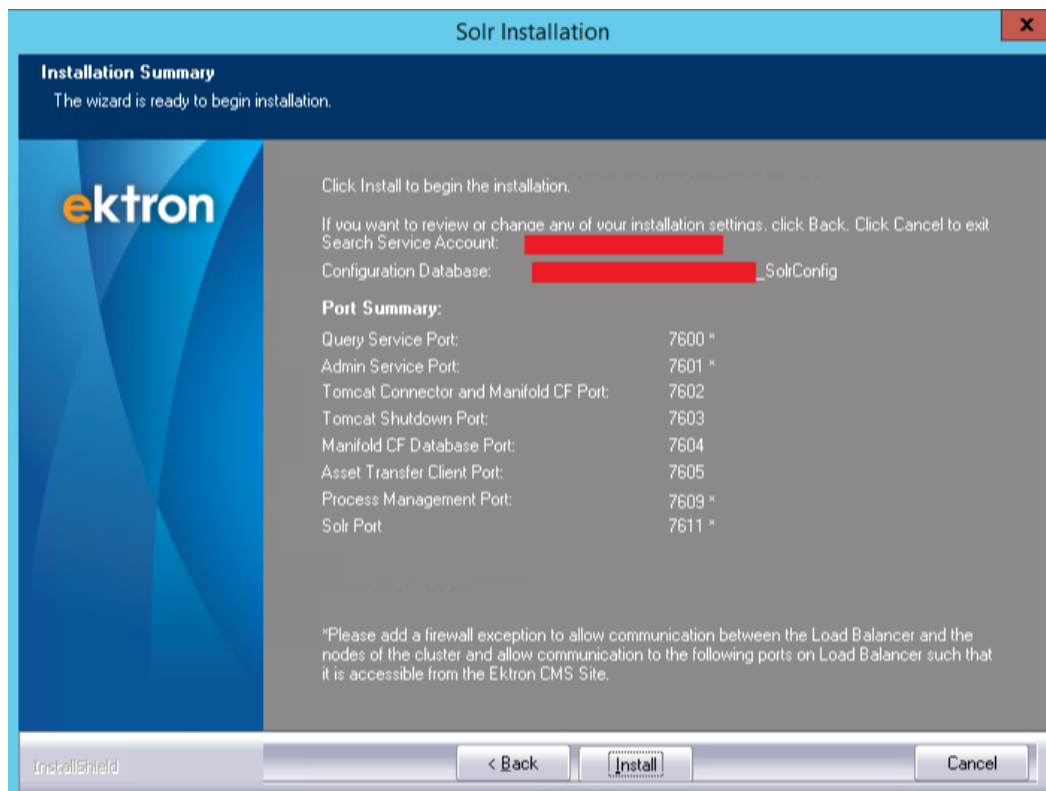 Solr Installation
x
Installation Summary
The wizard is ready to begin installation.
ektron
Click Install to begin the installation.
If you want to review or change any of your installation settings, click Back. Click Cancel to exit
Search Service Account:
Configuration Database: _SolrConfig
Port Summary:
Query Service Port: 7600 *
Admin Service Port: 7601 *
Tomcat Connector and Manifold CF Port: 7602
Tomcat Shutdown Port: 7603
Manifold CF Database Port: 7604
Asset Transfer Client Port: 7605
Process Management Port: 7609 *
Solr Port 7611 *
*Please add a firewall exception to allow communication between the Load Balancer and the
nodes of the cluster and allow communication to the following ports on Load Balancer such that
it is accessible from the Ektron CMS Site.
InstallShield
< Back Install Cancel